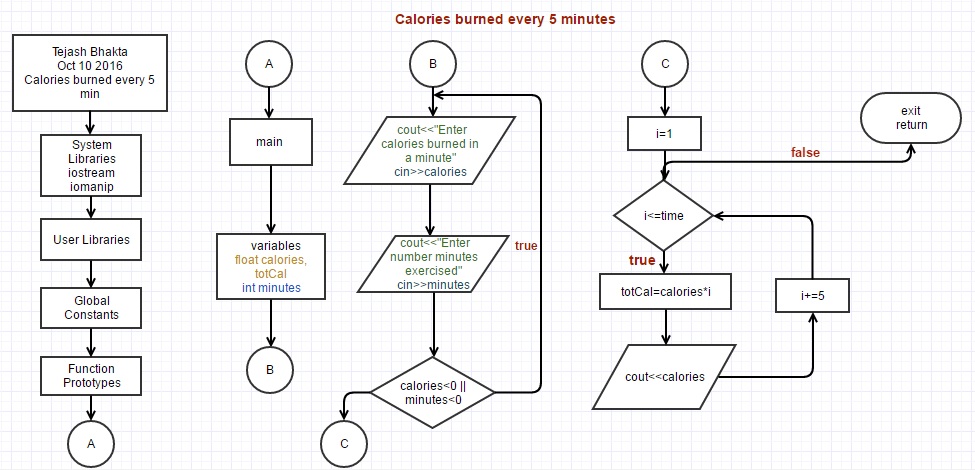 Calories burned every 5 minutes
Tejash Bhakta
Oct 10 2016
Calories burned every 5
min
System
Libraries
iostream
iomanip
User Libraries
Global
Constants
Function
Prototypes
A
A
main
variables
float calories,
totCal
int minutes
B
B
cout<<"Enter
calories burned in
a minute"
cin>>calories
cout<<"Enter
number minutes
exercised"
cin>>minutes
true
calories<0 ||
minutes<0
C
C
i=1
exit
return
false
i<=time
true
totCal=calories*i
i+=5
cout<<calories